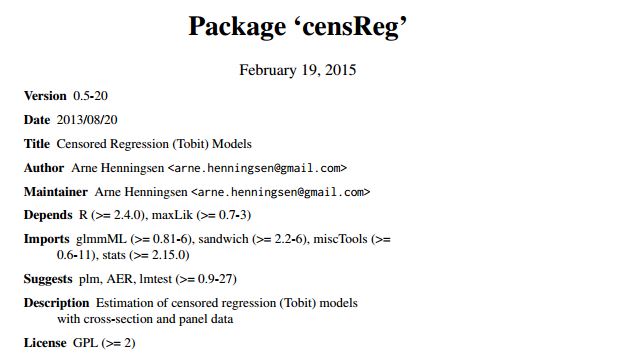 Package ‘censReg’
February 19, 2015
Version 0.5-20
Date 2013/08/20
Title Censored Regression (Tobit) Models
Author Arne Henningsen <arne.henningsen@gmail.com>
Maintainer Arne Henningsen <arne.henningsen@gmail.com>
Depends R (>= 2.4.0), maxLik (>= 0.7-3)
Imports glmmML (>= 0.81-6), sandwich (>= 2.2-6), miscTools (>=
0.6-11), stats (>= 2.15.0)
Suggests plm, AER, lmtest (>= 0.9-27)
Description Estimation of censored regression (Tobit) models
with cross-section and panel data
License GPL (>= 2)